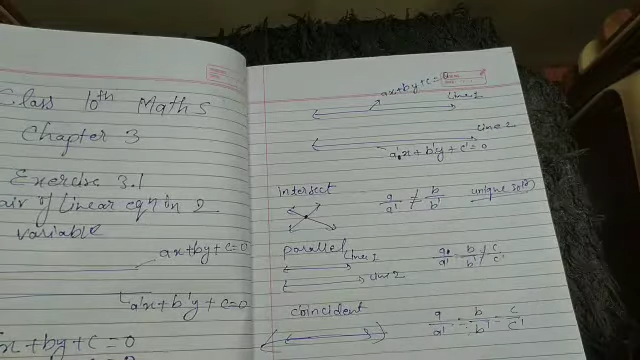 Class 10th Maths
Chapter 3
Exercise 3.1
air of linear eqn in 2
variable
ax+by+c=0
a'x+b'y+c=0
x+by+c=0
ax+by+c=0
Line 1
Line 2
a'x+b'y+c'=0
Intersect
a/a' ≠ b/b' unique soln
parallel
Line 1
a/a' = b/b' ≠ c/c'
Line 2
coincident
a/a' = b/b' = c/c'